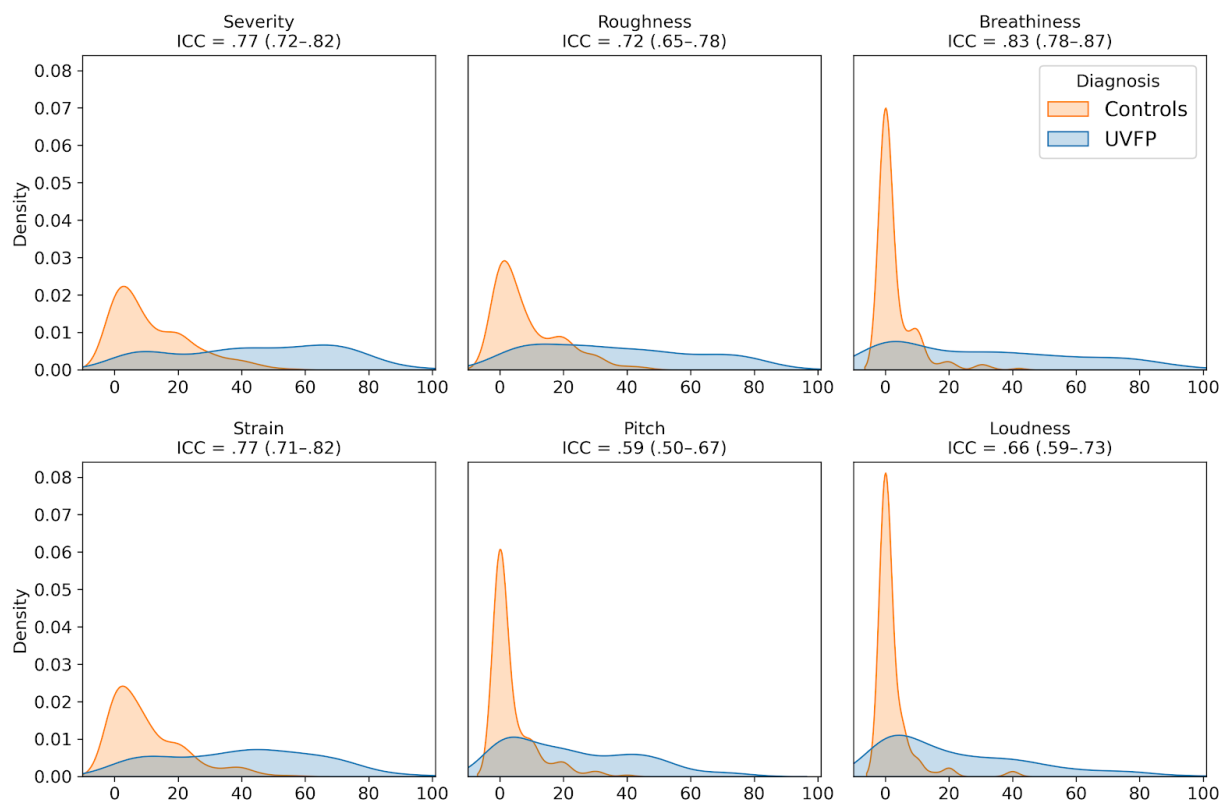 Severity
ICC = .77 (.72–.82)
Roughness
ICC = .72 (.65–.78)
Breathiness
ICC = .83 (.78–.87)
Density
0.08
0.07
0.06
0.05
0.04
0.03
0.02
0.01
0.00
0 20 40 60 80 100
0 20 40 60 80 100
0 20 40 60 80 100
Diagnosis
Controls
UVFP
Strain
ICC = .77 (.71–.82)
Pitch
ICC = .59 (.50–.67)
Loudness
ICC = .66 (.59–.73)
Density
0.08
0.07
0.06
0.05
0.04
0.03
0.02
0.01
0.00
0 20 40 60 80 100
0 20 40 60 80 100
0 20 40 60 80 100